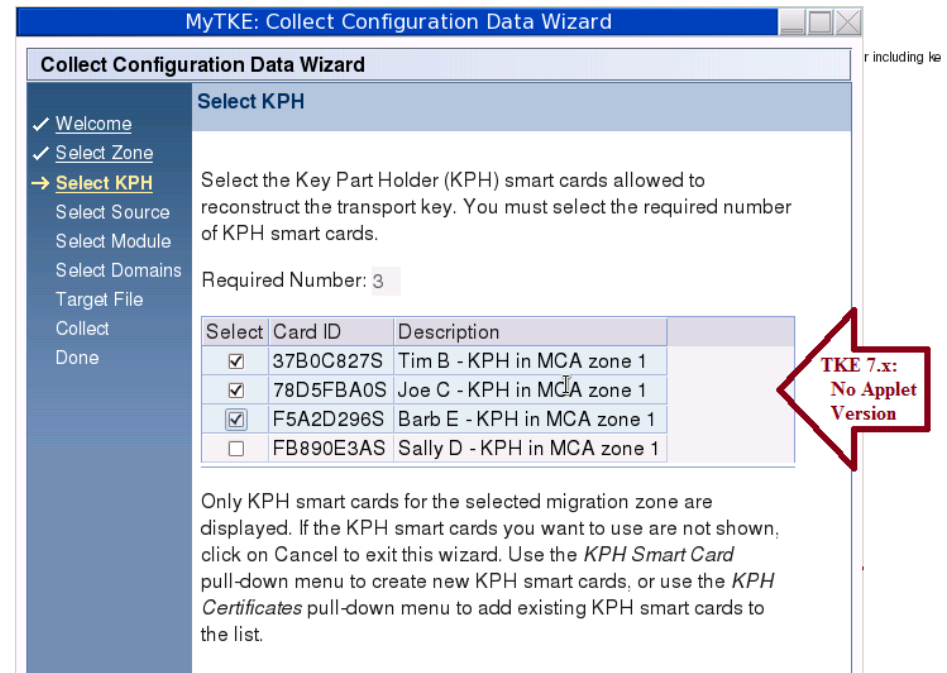 MyTKE: Collect Configuration Data Wizard
Collect Configuration Data Wizard
r including ke
Select KPH
Welcome
Select Zone
Select KPH
Select Source
Select Module
Select Domains
Target File
Collect
Done
Select the Key Part Holder (KPH) smart cards allowed to
reconstruct the transport key. You must select the required number
of KPH smart cards.
Required Number: 3
Select Card ID Description
37B0C827S Tim B - KPH in MCA zone 1
78D5FBA0S Joe C - KPH in MCA zone 1
F5A2D296S Barb E - KPH in MCA zone 1
FB890E3AS Sally D - KPH in MCA zone 1
TKE 7.x:
No Applet
Version
Only KPH smart cards for the selected migration zone are
displayed. If the KPH smart cards you want to use are not shown,
click on Cancel to exit this wizard. Use the KPH Smart Card
pull-down menu to create new KPH smart cards, or use the KPH
Certificates pull-down menu to add existing KPH smart cards to
the list.